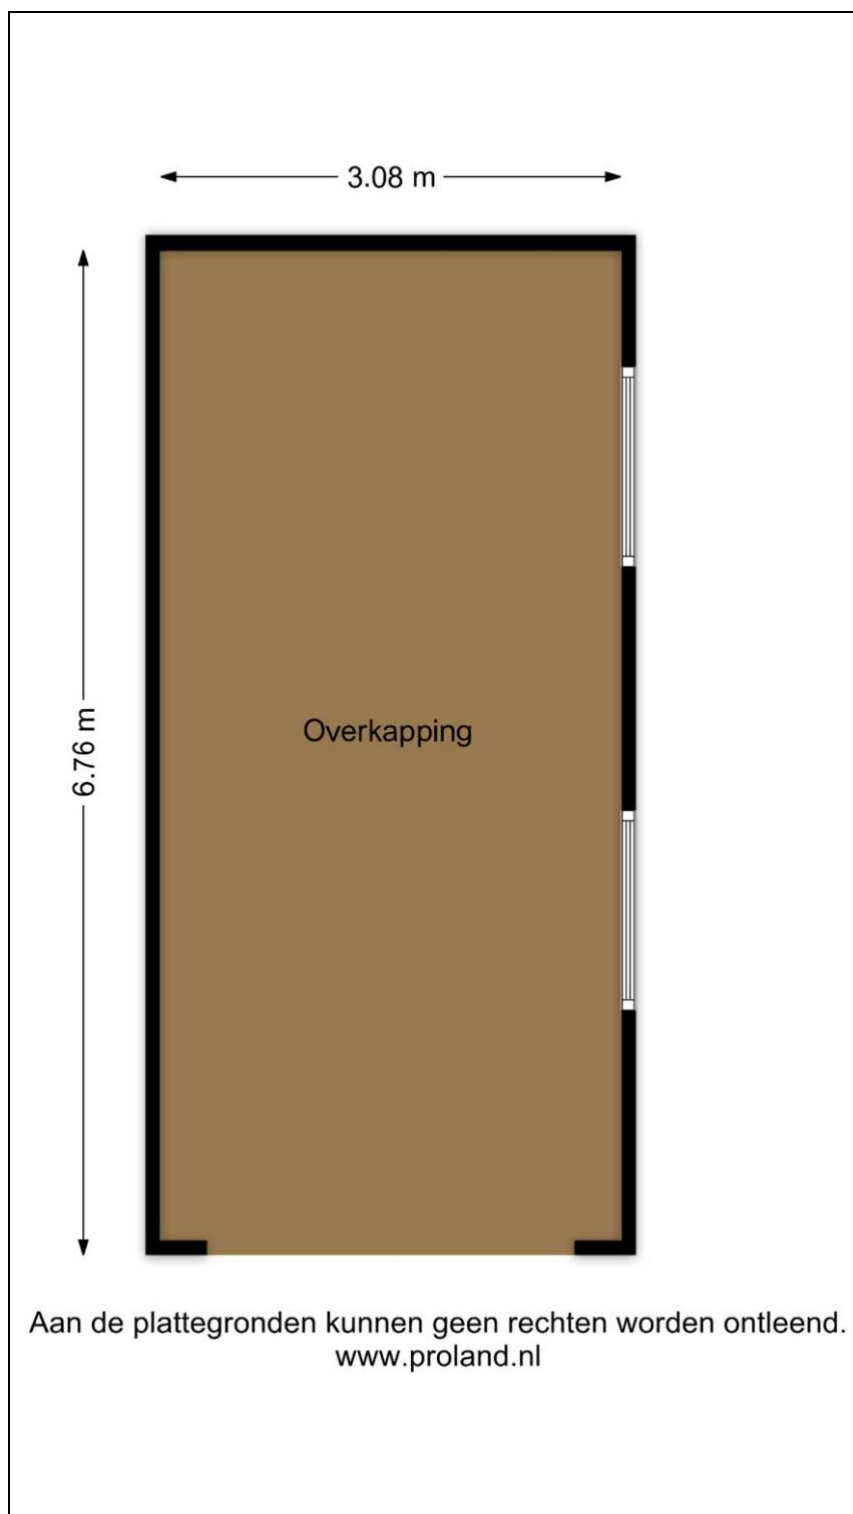 3.08 m
6.76 m
Overkapping
Aan de plattegronden kunnen geen rechten worden ontleend.
www.proland.nl